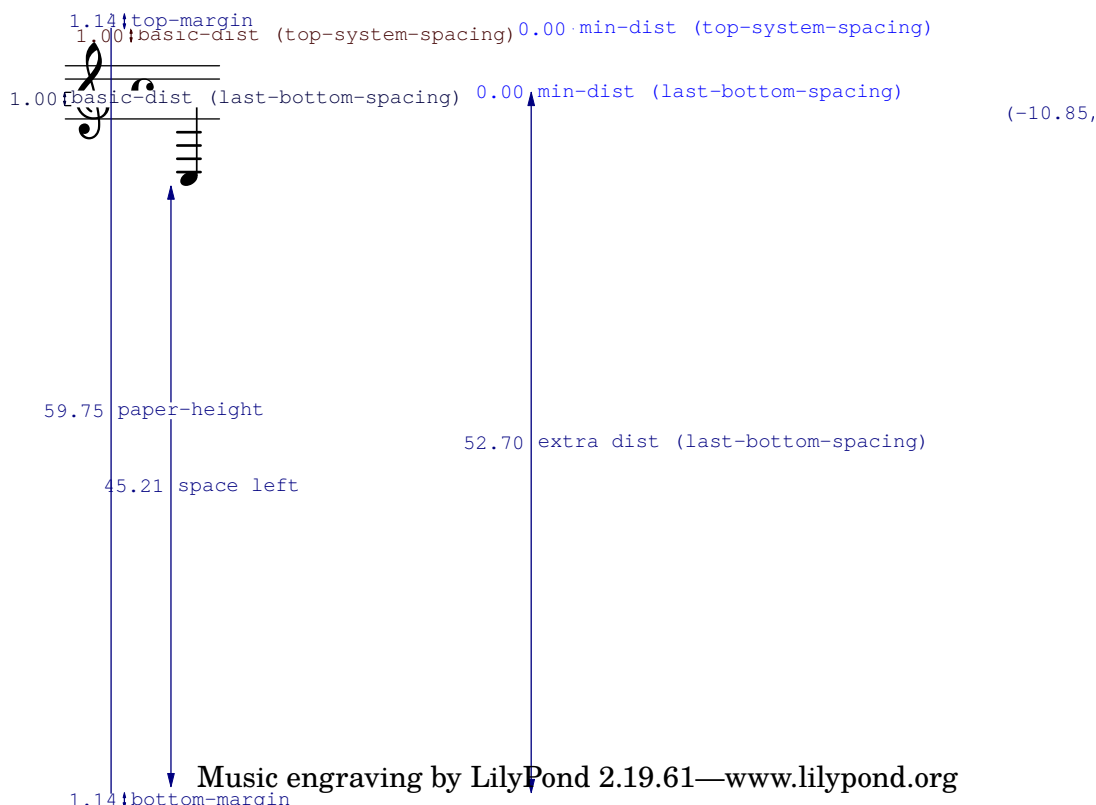 1.14 top-margin
1.00 basic-dist (top-system-spacing) 0.00 min-dist (top-system-spacing)
1.00 basic-dist (last-bottom-spacing) 0.00 min-dist (last-bottom-spacing)
(-10.85,
59.75 paper-height
52.70 extra dist (last-bottom-spacing)
45.21 space left
Music engraving by LilyPond 2.19.61—www.lilypond.org
1.14 bottom-margin